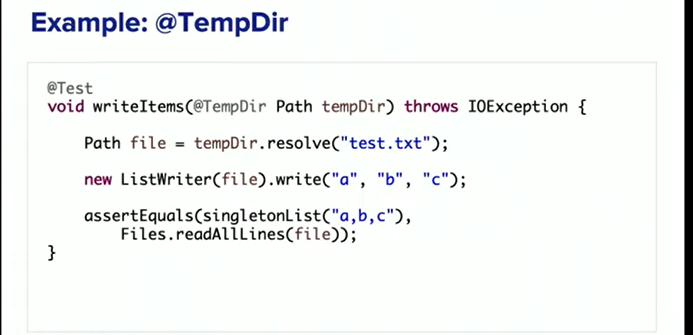 Example: @TempDir
@Test
void writeItems(@TempDir Path tempDir) throws IOException {
Path file = tempDir.resolve("test.txt");
new ListWriter(file).write("a", "b", "c");
assertEquals(singletonList("a,b,c"),
Files.readAllLines(file));
}